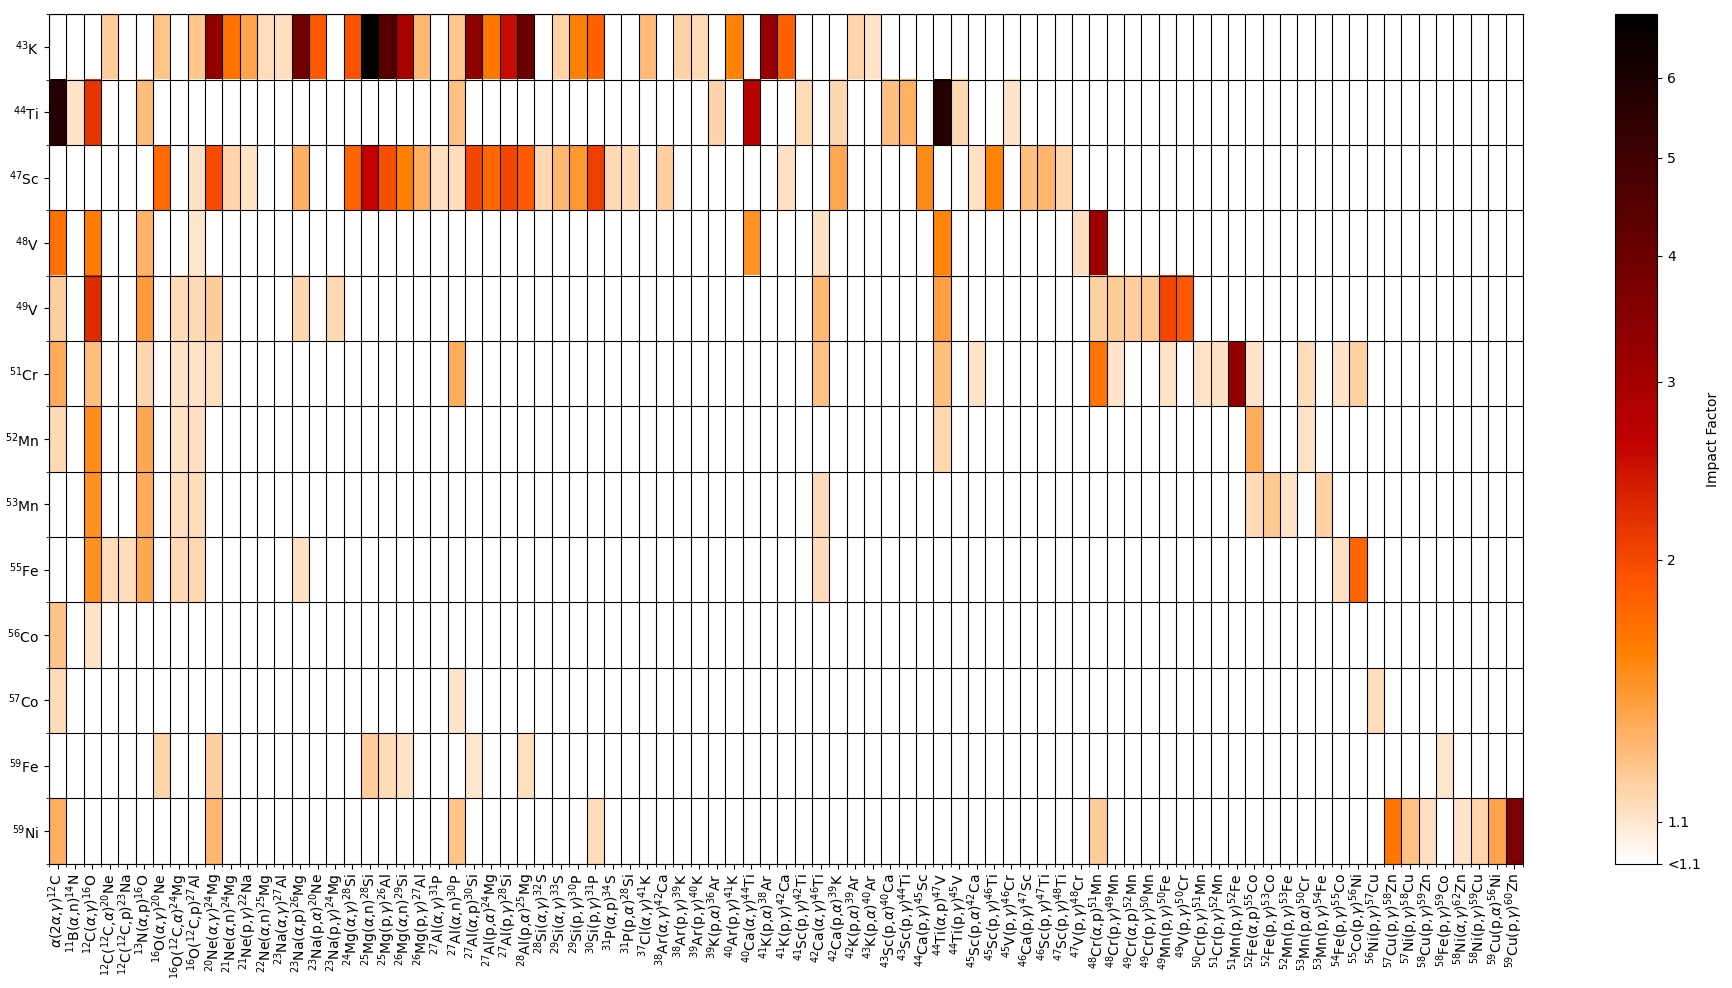 ⁴³K
⁴⁴Ti
⁴⁷Sc
⁴⁸V
⁴⁹V
⁵¹Cr
⁵²Mn
⁵³Mn
⁵⁵Fe
⁵⁶Co
⁵⁷Co
⁵⁹Fe
⁵⁹Ni
α(α,γ)¹²C
¹¹B(α,n)¹⁴N
¹²C(α,γ)¹⁶O
¹²C(¹²C,α)²⁰Ne
¹²C(¹²C,p)²³Na
¹³N(α,p)¹⁶O
¹⁶O(α,γ)²⁰Ne
¹⁶O(¹²C,α)²⁴Mg
¹⁶O(¹²C,p)²⁷Al
²⁰Ne(α,γ)²⁴Mg
²¹Ne(α,n)²⁴Mg
²¹Ne(p,γ)²²Na
²²Ne(α,n)²⁵Mg
²³Na(α,γ)²⁷Al
²³Na(α,p)²⁶Mg
²³Na(p,α)²⁰Ne
²³Na(p,γ)²⁴Mg
²⁴Mg(α,γ)²⁸Si
²⁵Mg(α,n)²⁸Si
²⁵Mg(p,γ)²⁶Al
²⁶Mg(α,n)²⁹Si
²⁶Mg(p,γ)²⁷Al
²⁷Al(α,γ)³¹P
²⁷Al(α,n)³⁰P
²⁷Al(α,p)³⁰Si
²⁷Al(p,α)²⁴Mg
²⁷Al(p,γ)²⁸Si
²⁸Al(p,α)²⁵Mg
²⁸Si(α,γ)³²S
²⁹Si(α,γ)³³S
²⁹Si(p,γ)³⁰P
³⁰Si(p,γ)³¹P
³¹P(α,p)³⁴S
³¹P(p,α)²⁸Si
³⁷Cl(α,γ)⁴¹K
³⁸Ar(α,γ)⁴²Ca
³⁸Ar(p,γ)³⁹K
³⁹Ar(p,γ)⁴⁰K
³⁹K(p,α)³⁶Ar
⁴⁰Ar(p,γ)⁴¹K
⁴⁰Ca(α,γ)⁴⁴Ti
⁴¹K(p,α)³⁸Ar
⁴¹K(p,γ)⁴²Ca
⁴¹Sc(p,γ)⁴²Ti
⁴²Ca(α,γ)⁴⁶Ti
⁴²Ca(p,α)³⁹K
⁴²K(p,α)³⁹Ar
⁴³K(p,α)⁴⁰Ar
⁴³Sc(p,α)⁴⁰Ca
⁴³Sc(p,γ)⁴⁴Ti
⁴⁴Ca(p,γ)⁴⁵Sc
⁴⁴Ti(α,p)⁴⁷V
⁴⁴Ti(p,γ)⁴⁵V
⁴⁵Sc(p,α)⁴²Ca
⁴⁵Sc(p,γ)⁴⁶Ti
⁴⁵V(p,γ)⁴⁶Cr
⁴⁶Ca(p,γ)⁴⁷Sc
⁴⁶Sc(p,γ)⁴⁷Ti
⁴⁷Sc(p,γ)⁴⁸Ti
⁴⁷V(p,γ)⁴⁸Cr
⁴⁸Cr(α,p)⁵¹Mn
⁴⁸Cr(p,γ)⁴⁹Mn
⁴⁹Cr(α,p)⁵²Mn
⁴⁹Cr(p,γ)⁵⁰Mn
⁴⁹Mn(p,γ)⁵⁰Fe
⁴⁹V(p,γ)⁵⁰Cr
⁵⁰Cr(p,γ)⁵¹Mn
⁵¹Cr(p,γ)⁵²Mn
⁵¹Mn(p,γ)⁵²Fe
⁵²Fe(α,p)⁵⁵Co
⁵²Fe(p,γ)⁵³Co
⁵²Mn(p,γ)⁵³Fe
⁵³Mn(p,α)⁵⁰Cr
⁵³Mn(p,γ)⁵⁴Fe
⁵⁴Fe(p,γ)⁵⁵Co
⁵⁵Co(p,γ)⁵⁶Ni
⁵⁶Ni(p,γ)⁵⁷Cu
⁵⁷Cu(p,γ)⁵⁸Zn
⁵⁷Ni(p,γ)⁵⁸Cu
⁵⁸Cu(p,γ)⁵⁹Zn
⁵⁸Fe(p,γ)⁵⁹Co
⁵⁸Ni(α,γ)⁶²Zn
⁵⁸Ni(p,γ)⁵⁹Cu
⁵⁹Cu(p,α)⁵⁶Ni
⁵⁹Cu(p,γ)⁶⁰Zn
6
5
4
3
2
1.1
<1.1
Impact Factor